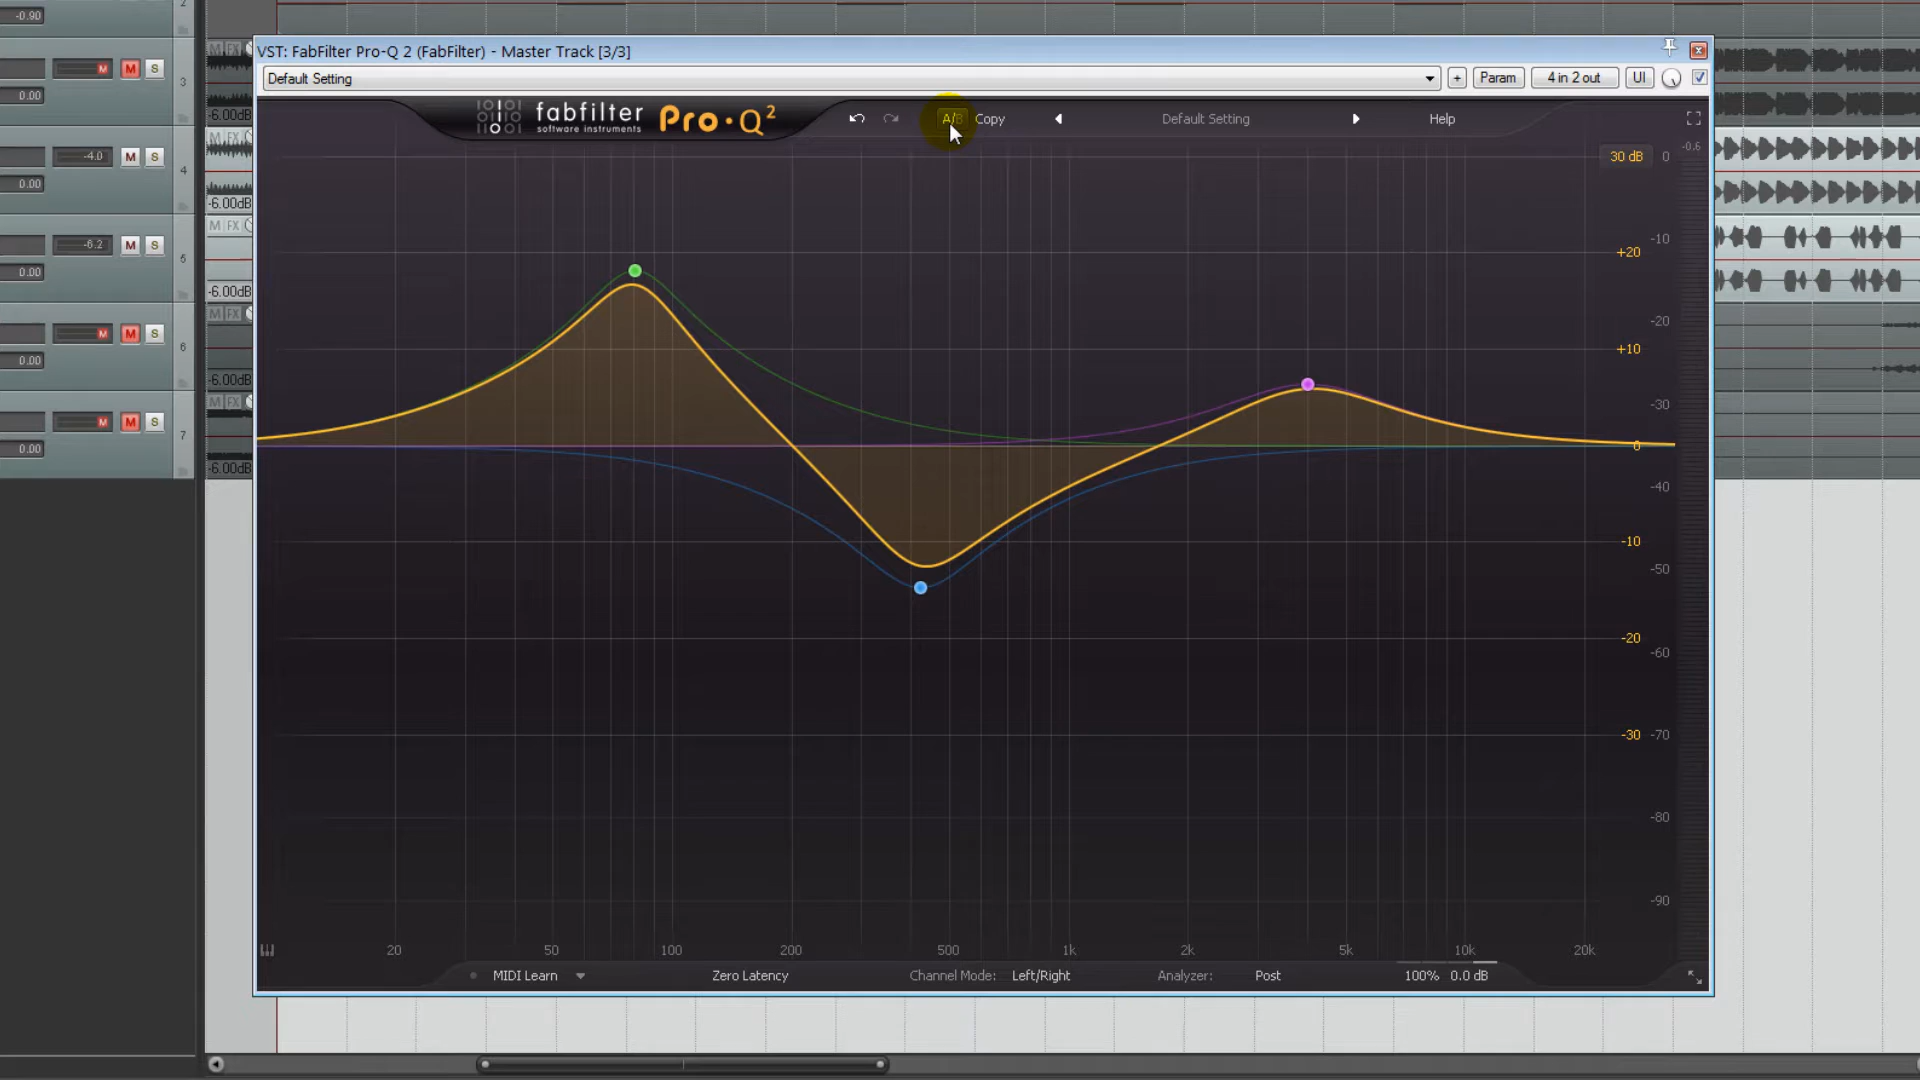 -0.90
2
VST: FabFilter Pro-Q 2 (FabFilter) - Master Track [3/3]
Default Setting
+ Param 4 in 2 out UI
fabfilter
software instruments
Pro·Q²
A/B Copy Default Setting Help
M M S 3
0.00
-6.00dB
M FX
-4.0 M S 4
0.00
-6.00dB
M FX
-6.2 M S 5
0.00
-6.00dB
M FX
M M S 6
0.00
-6.00dB
M FX
M M S 7
0.00
-6.00dB
-0.6
30 dB 0
-10
+20
-20
+10
-30
0
-40
-10
-50
-20
-60
-30 -70
-80
-90
20 50 100 200 500 1k 2k 5k 10k 20k
MIDI Learn Zero Latency Channel Mode: Left/Right Analyzer: Post 100% 0.0 dB